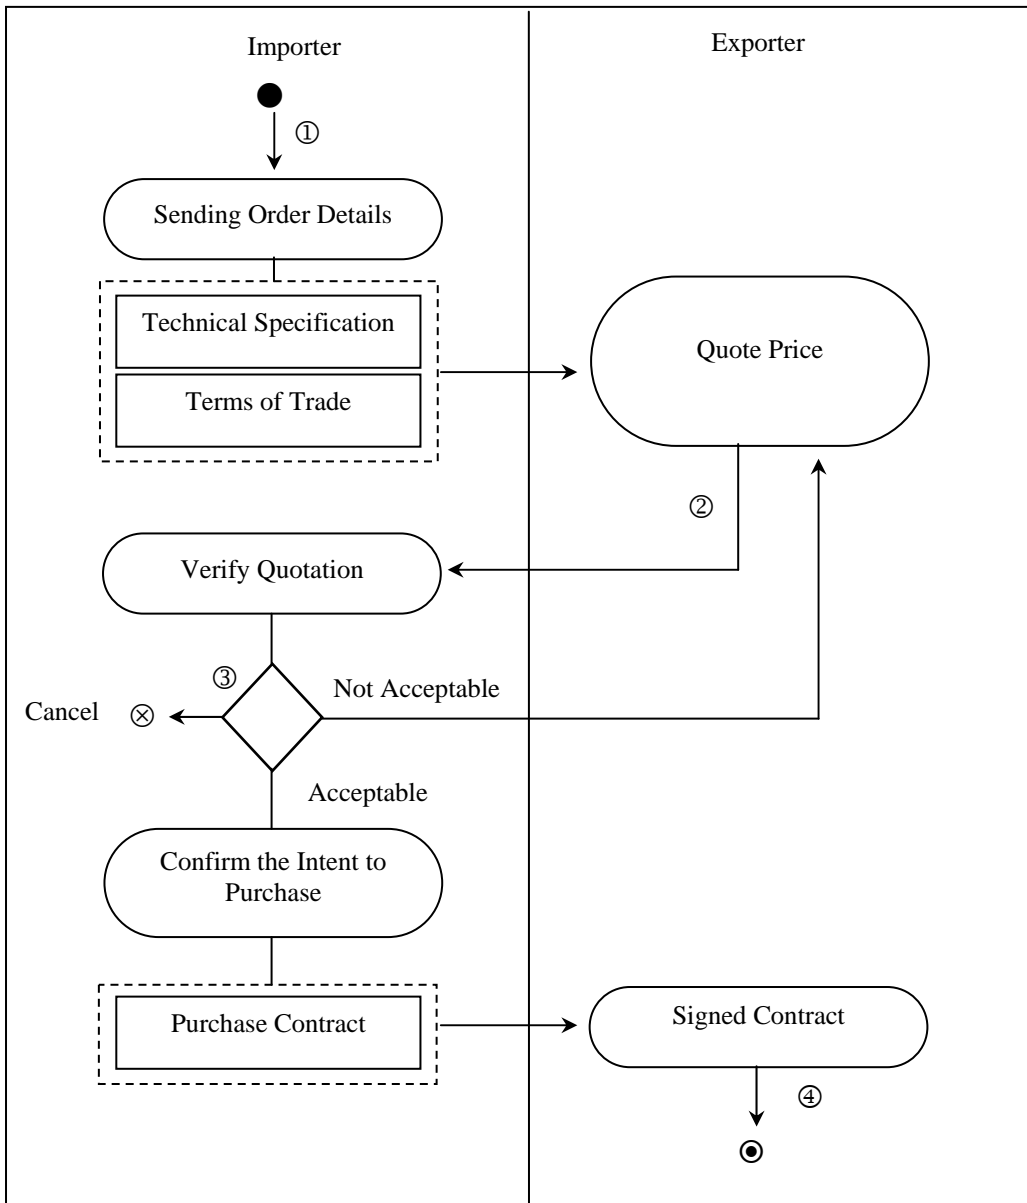 Importer
Exporter
①
Sending Order Details
Technical Specification
Terms of Trade
Quote Price
②
Verify Quotation
③
Not Acceptable
Cancel
Acceptable
Confirm the Intent to
Purchase
Purchase Contract
Signed Contract
④